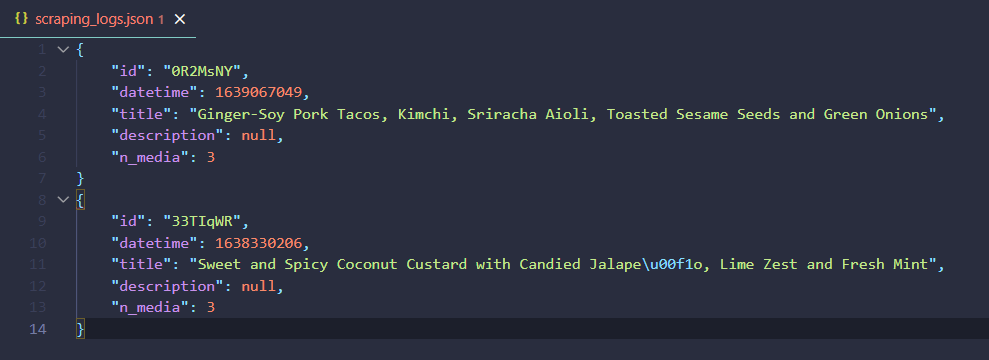 {} scraping_logs.json 1 ✕
1 {
2 "id": "0R2MsNY",
3 "datetime": 1639067049,
4 "title": "Ginger-Soy Pork Tacos, Kimchi, Sriracha Aioli, Toasted Sesame Seeds and Green Onions",
5 "description": null,
6 "n_media": 3
7 }
8 {
9 "id": "33TIqWR",
10 "datetime": 1638330206,
11 "title": "Sweet and Spicy Coconut Custard with Candied Jalape\u00f1o, Lime Zest and Fresh Mint",
12 "description": null,
13 "n_media": 3
14 }